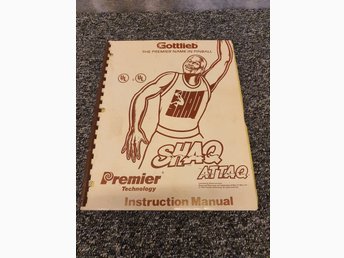 Gottlieb
THE PREMIER NAME IN PINBALL
SHAQ
ATTAQ
Premier
Technology
Instruction Manual